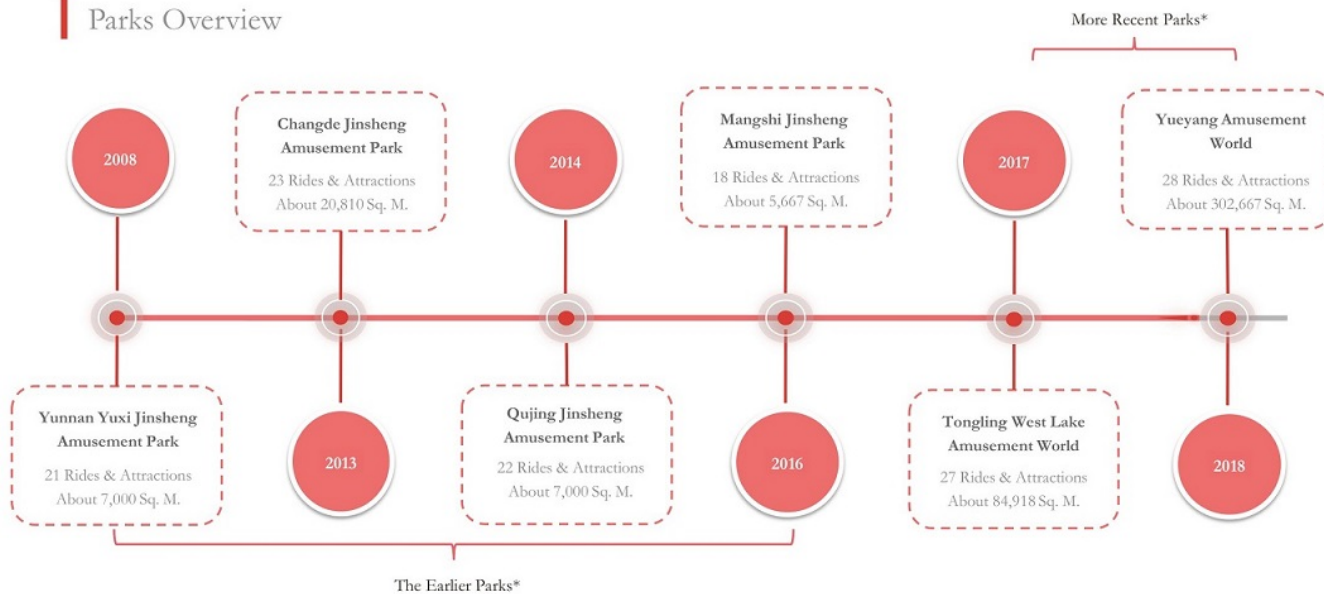 Parks Overview
More Recent Parks*
2008
Changde Jinsheng
Amusement Park
23 Rides & Attractions
About 20,810 Sq. M.
2014
Mangshi Jinsheng
Amusement Park
18 Rides & Attractions
About 5,667 Sq. M.
2017
Yueyang Amusement
World
28 Rides & Attractions
About 302,667 Sq. M.
Yunnan Yuxi Jinsheng
Amusement Park
21 Rides & Attractions
About 7,000 Sq. M.
2013
Qujing Jinsheng
Amusement Park
22 Rides & Attractions
About 7,000 Sq. M.
2016
Tongling West Lake
Amusement World
27 Rides & Attractions
About 84,918 Sq. M.
2018
The Earlier Parks*